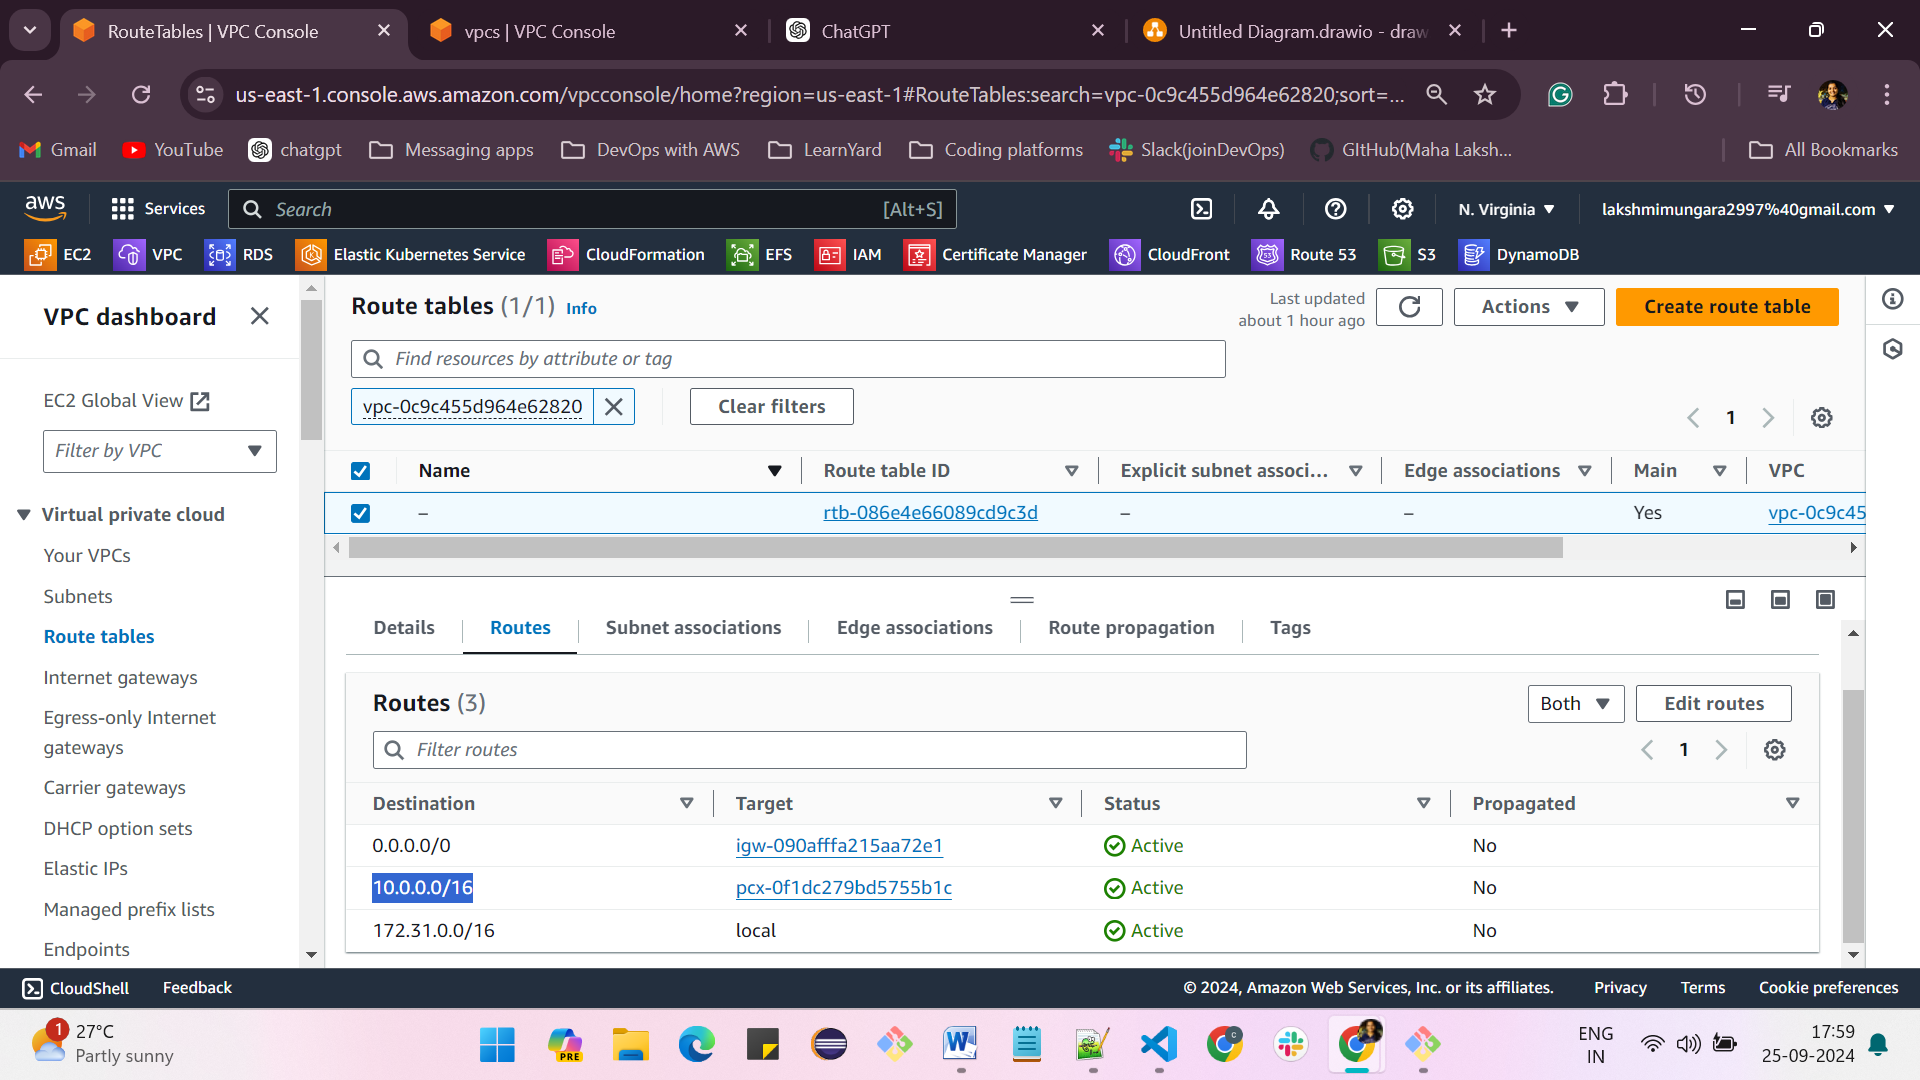 RouteTables | VPC Console
vpcs | VPC Console
ChatGPT
Untitled Diagram.drawio - draw
us-east-1.console.aws.amazon.com/vpcconsole/home?region=us-east-1#RouteTables:search=vpc-0c9c455d964e62820;sort=...
Gmail
YouTube
chatgpt
Messaging apps
DevOps with AWS
LearnYard
Coding platforms
Slack(joinDevOps)
GItHub(Maha Laksh...
All Bookmarks
aws
Services
Search
[Alt+S]
N. Virginia
lakshmimungara2997%40gmail.com
EC2
VPC
RDS
Elastic Kubernetes Service
CloudFormation
EFS
IAM
Certificate Manager
CloudFront
Route 53
S3
DynamoDB
VPC dashboard
EC2 Global View
Filter by VPC
Virtual private cloud
Your VPCs
Subnets
Route tables
Internet gateways
Egress-only Internet
gateways
Carrier gateways
DHCP option sets
Elastic IPs
Managed prefix lists
Endpoints
Route tables (1/1) Info
Last updated
about 1 hour ago
Actions
Create route table
Find resources by attribute or tag
vpc-0c9c455d964e62820
Clear filters
1
Name Route table ID Explicit subnet associ... Edge associations Main VPC
– rtb-086e4e66089cd9c3d – – Yes vpc-0c9c45
Details Routes Subnet associations Edge associations Route propagation Tags
Routes (3)
Both
Edit routes
Filter routes
1
Destination Target Status Propagated
0.0.0.0/0 igw-090afffa215aa72e1 Active No
10.0.0.0/16 pcx-0f1dc279bd5755b1c Active No
172.31.0.0/16 local Active No
CloudShell
Feedback
© 2024, Amazon Web Services, Inc. or its affiliates.
Privacy
Terms
Cookie preferences
1
27°C
Partly sunny
PRE
ENG
IN
17:59
25-09-2024